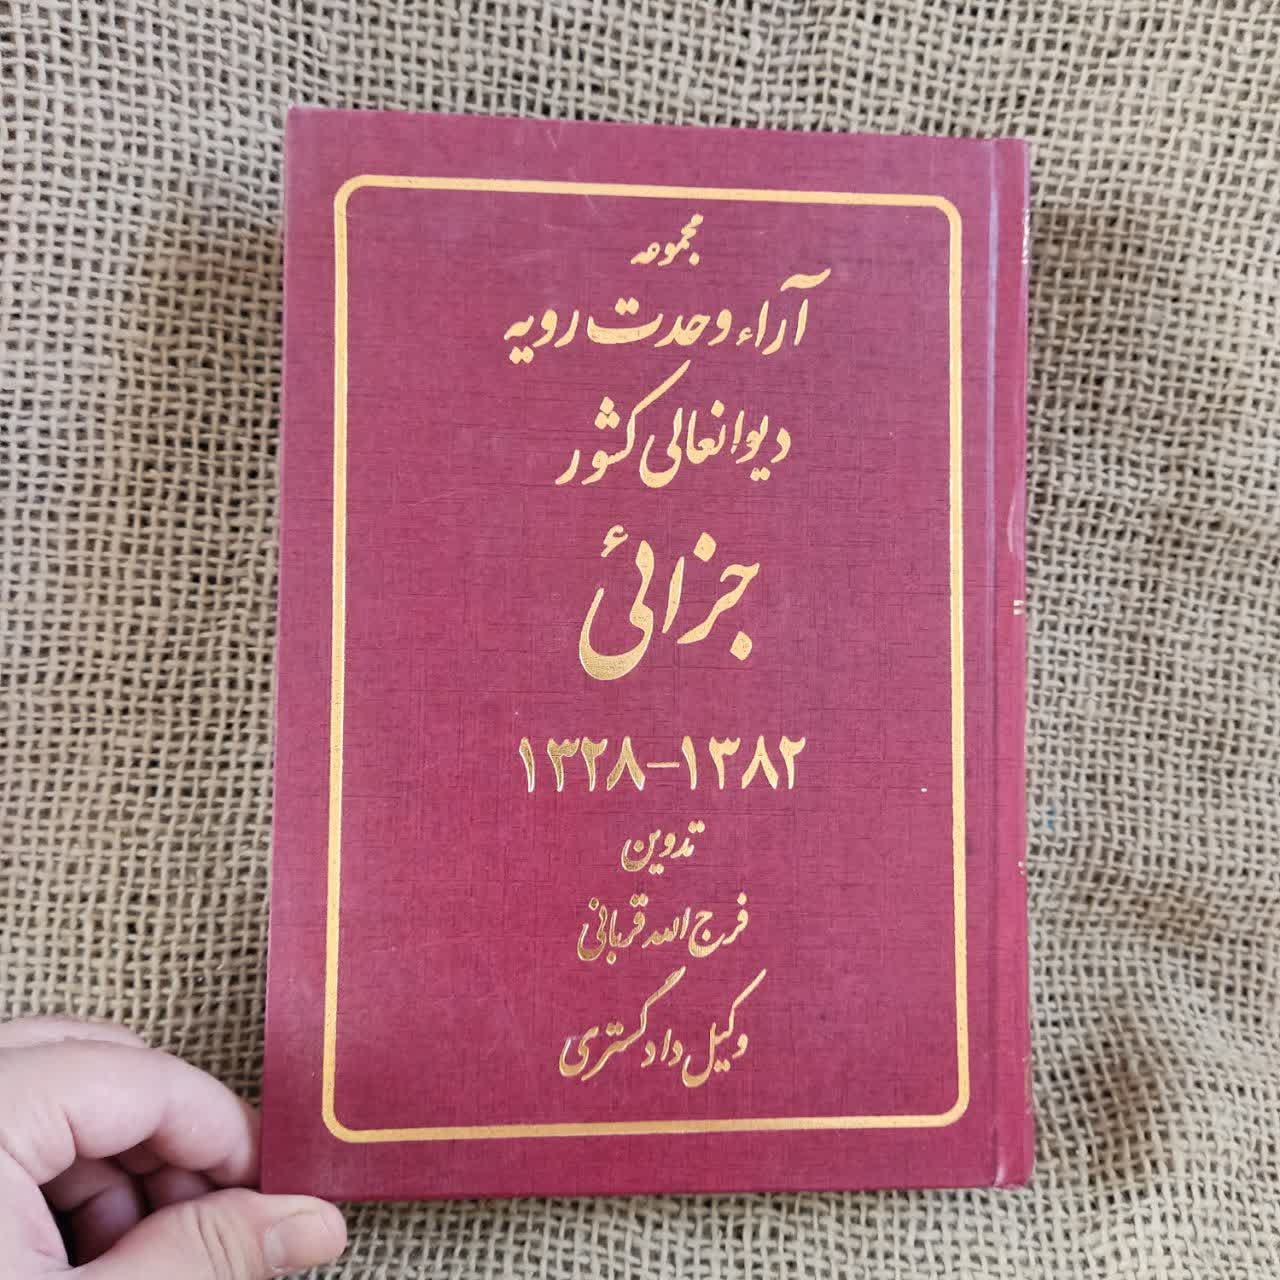 مجموعه
آراء وحدت رویه
دیوانعالی کشور
جزائی
۱۳۲۸-۱۳۸۲
تدوین
فرج الله قربانی
وکیل دادگستری